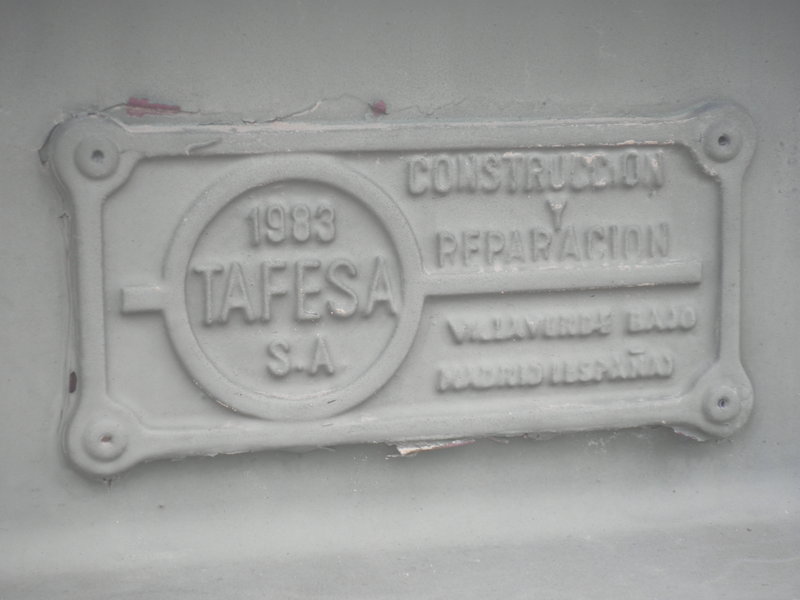 1983
TAFESA
S.A
CONSTRUCCION
Y
REPARACION
VILLAVERDE BAJO
MADRID (ESPAÑA)